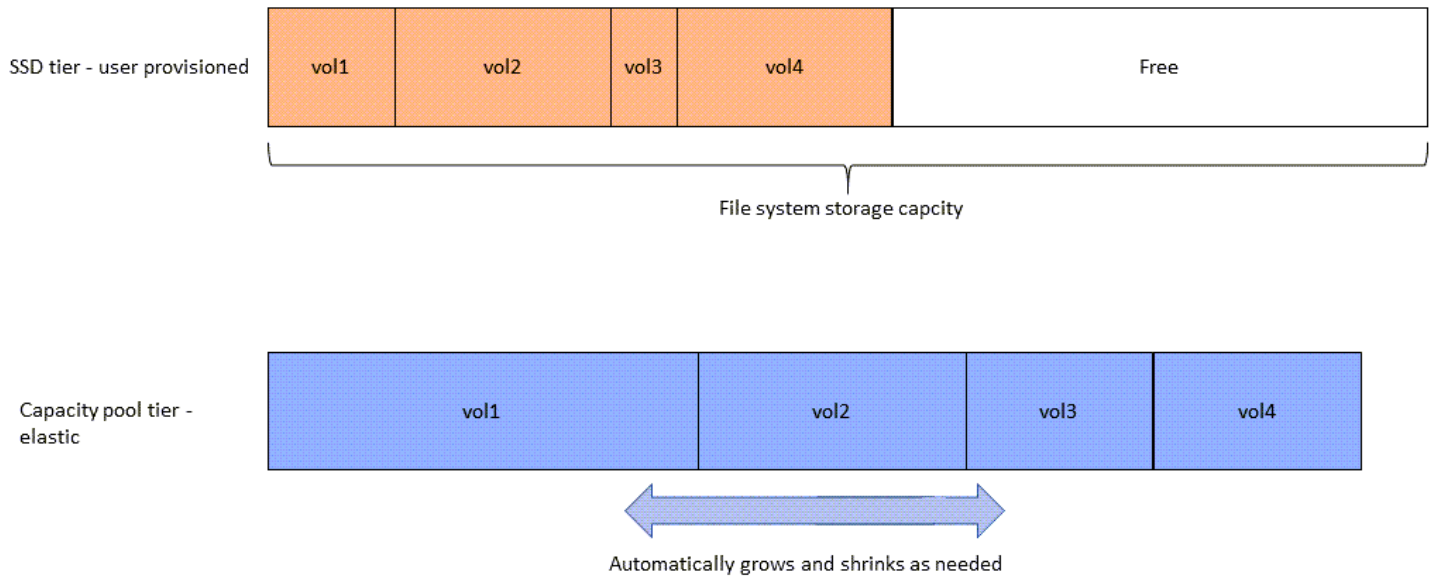 SSD tier - user provisioned
vol1
vol2
vol3
vol4
Free
File system storage capcity
Capacity pool tier -
elastic
vol1
vol2
vol3
vol4
Automatically grows and shrinks as needed